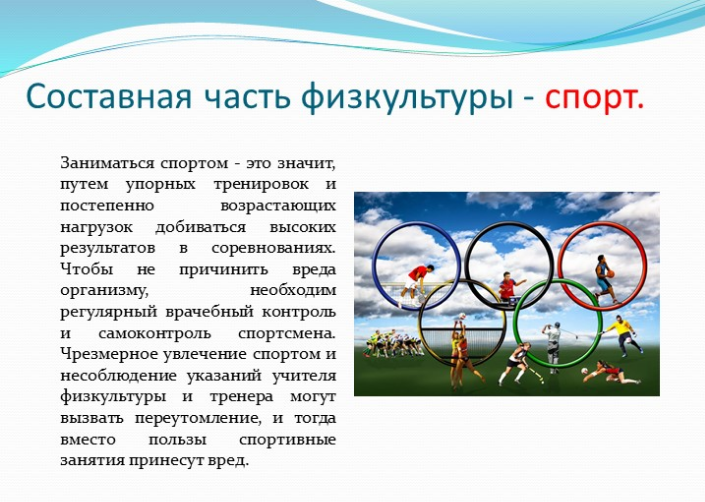 Составная часть физкультуры - спорт.
Заниматься спортом - это значит,
путем упорных тренировок и
постепенно возрастающих
нагрузок добиваться высоких
результатов в соревнованиях.
Чтобы не причинить вреда
организму, необходим
регулярный врачебный контроль
и самоконтроль спортсмена.
Чрезмерное увлечение спортом и
несоблюдение указаний учителя
физкультуры и тренера могут
вызвать переутомление, и тогда
вместо пользы спортивные
занятия принесут вред.